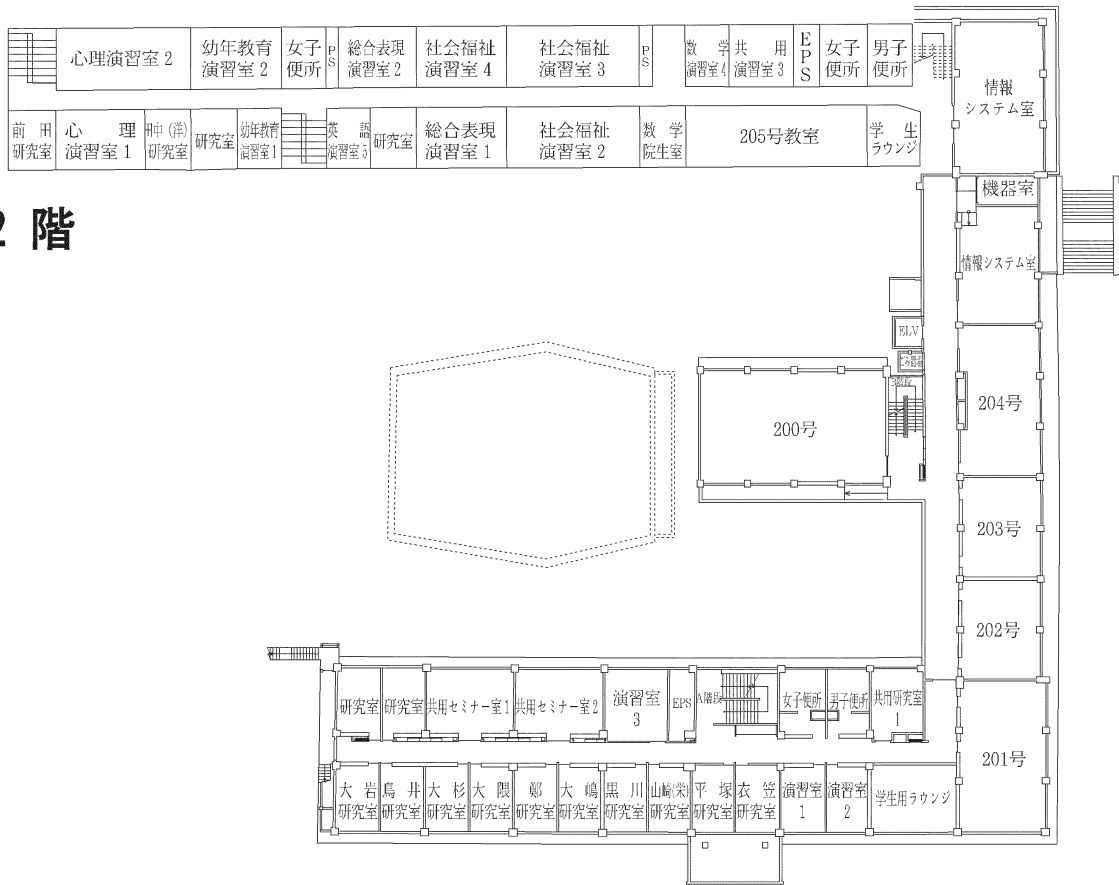 心理演習室 2
幼年教育
演習室 2
女子
便所
PS
総合表現
演習室 2
社会福祉
演習室 4
社会福祉
演習室 3
PS
数 学
演習室 4
共 用
演習室 3
EPS
女子
便所
男子
便所
情報
システム室
前 田
研究室
心 理
演習室 1
田中 (洋)
研究室
研究室
幼年教育
演習室 1
英 語
演習室 3
研究室
総合表現
演習室 1
社会福祉
演習室 2
数 学
院生室
205号教室
学 生
ラウンジ
機器室
2 階
情報システム室
ELV
B階段
200号
204号
203号
202号
201号
研究室
研究室
共用セミナー室 1
共用セミナー室 2
演習室
3
EPS
A階段
女子便所
男子便所
共用研究室
1
大 岩
研究室
鳥 井
研究室
大 杉
研究室
大 隈
研究室
鄭
研究室
大 嶋
研究室
黒 川
研究室
山崎(栄)
研究室
平 塚
研究室
衣 笠
研究室
演習室
1
演習室
2
学生用ラウンジ